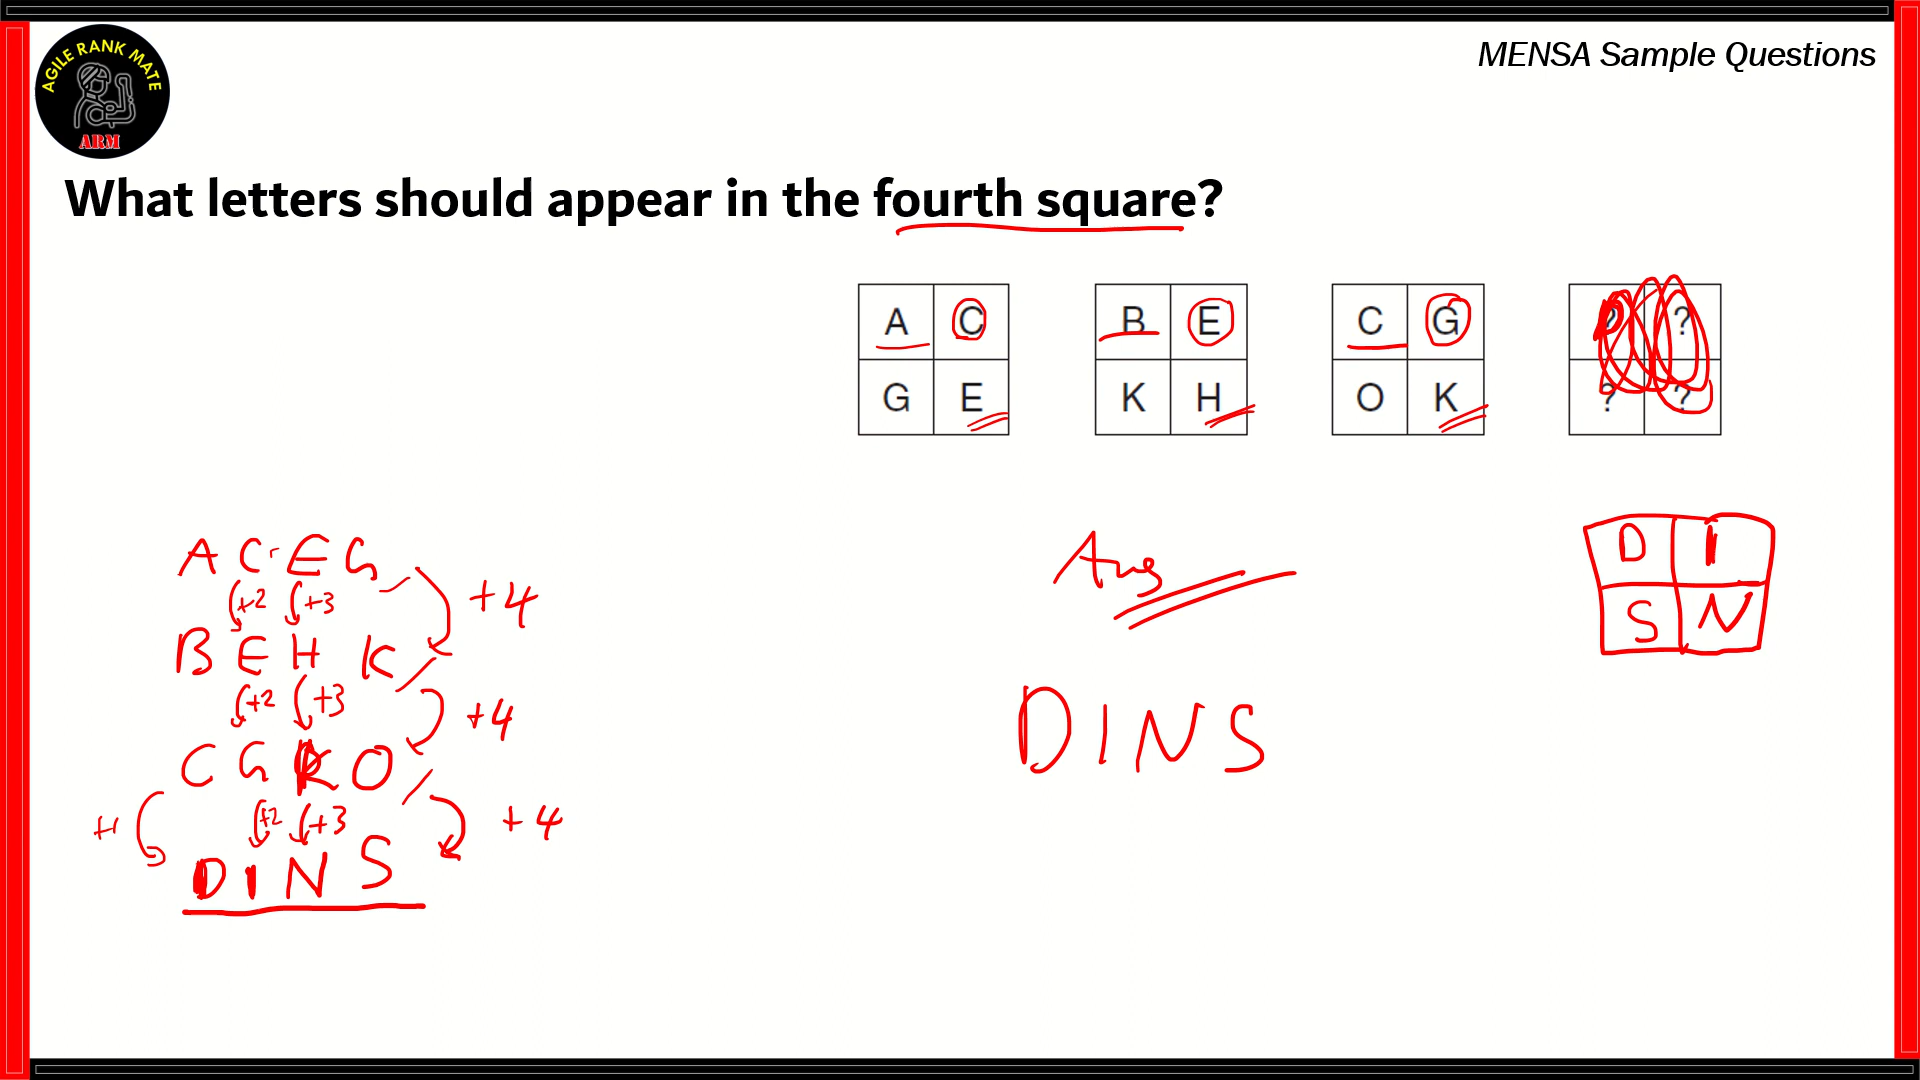 AGILE RANK MATE
ARM
MENSA Sample Questions
What letters should appear in the fourth square?
A C B E C G ? ?
G E K H O K ? ?
A C E G
+2 +3 +4
B E H K
+2 +3 +4
C G K O
+1 +2 +3 +4
D I N S
Ans
D I N S
D I
S N